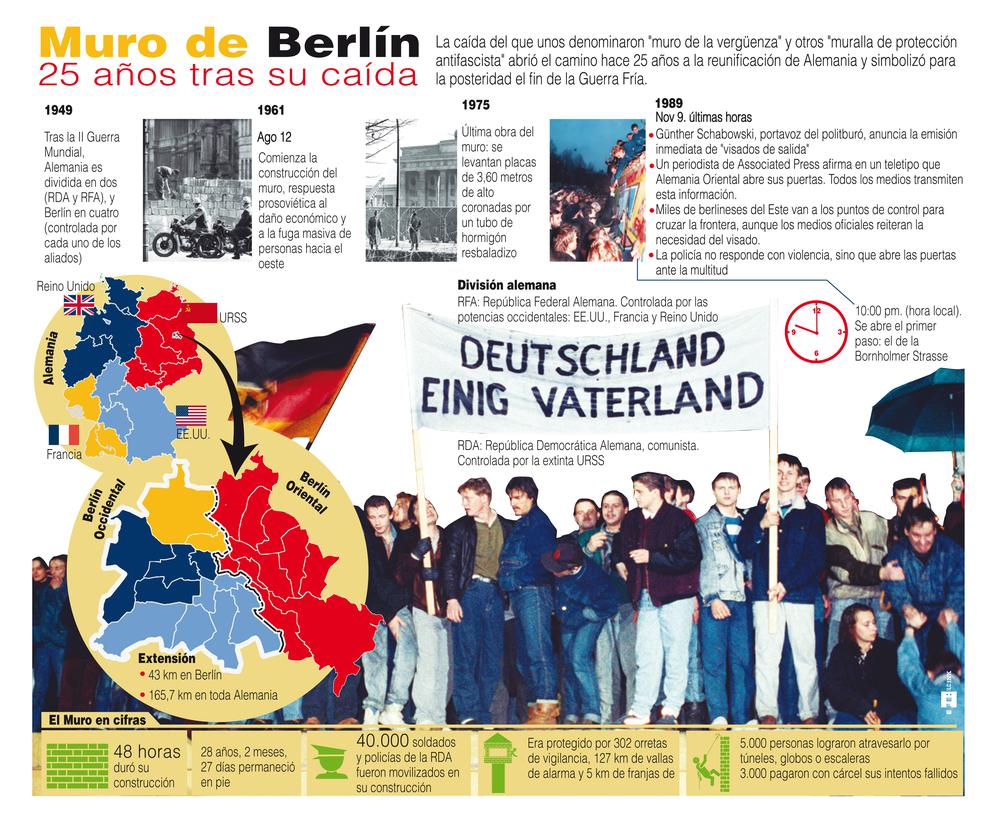 Muro de Berlín
25 años tras su caída
La caída del que unos denominaron "muro de la vergüenza" y otros "muralla de protección
antifascista" abrió el camino hace 25 años a la reunificación de Alemania y simbolizó para
la posteridad el fin de la Guerra Fría.
1949
Tras la II Guerra
Mundial,
Alemania es
dividida en dos
(RDA y RFA), y
Berlín en cuatro
(controlada por
cada uno de los
aliados)
1961
Ago 12
Comienza la
construcción del
muro, respuesta
prosoviética al
daño económico y
a la fuga masiva de
personas hacia el
oeste
1975
Última obra del
muro: se
levantan placas
de 3,60 metros
de alto
coronadas por
un tubo de
hormigón
resbaladizo
1989
Nov 9. últimas horas
• Günther Schabowski, portavoz del politburó, anuncia la emisión
inmediata de "visados de salida"
• Un periodista de Associated Press afirma en un teletipo que
Alemania Oriental abre sus puertas. Todos los medios transmiten
esta información.
• Miles de berlineses del Este van a los puntos de control para
cruzar la frontera, aunque los medios oficiales reiteran la
necesidad del visado.
• La policía no responde con violencia, sino que abre las puertas
ante la multitud
12
3
6
9
10:00 pm. (hora local).
Se abre el primer
paso: el de la
Bornholmer Strasse
División alemana
RFA: República Federal Alemana. Controlada por las
potencias occidentales: EE.UU., Francia y Reino Unido
DEUTSCHLAND
EINIG VATERLAND
RDA: República Democrática Alemana, comunista.
Controlada por la extinta URSS
Reino Unido
URSS
Alemania
EE.UU.
Francia
Berlín
Occidental
Berlín
Oriental
Extensión
• 43 km en Berlín
• 165,7 km en toda Alemania
El Muro en cifras
48 horas
duró su
construcción
28 años, 2 meses,
27 días permaneció
en pie
40.000 soldados
y policías de la RDA
fueron movilizados en
su construcción
Era protegido por 302 orretas
de vigilancia, 127 km de vallas
de alarma y 5 km de franjas de
5.000 personas lograron atravesarlo por
túneles, globos o escaleras
3.000 pagaron con cárcel sus intentos fallidos